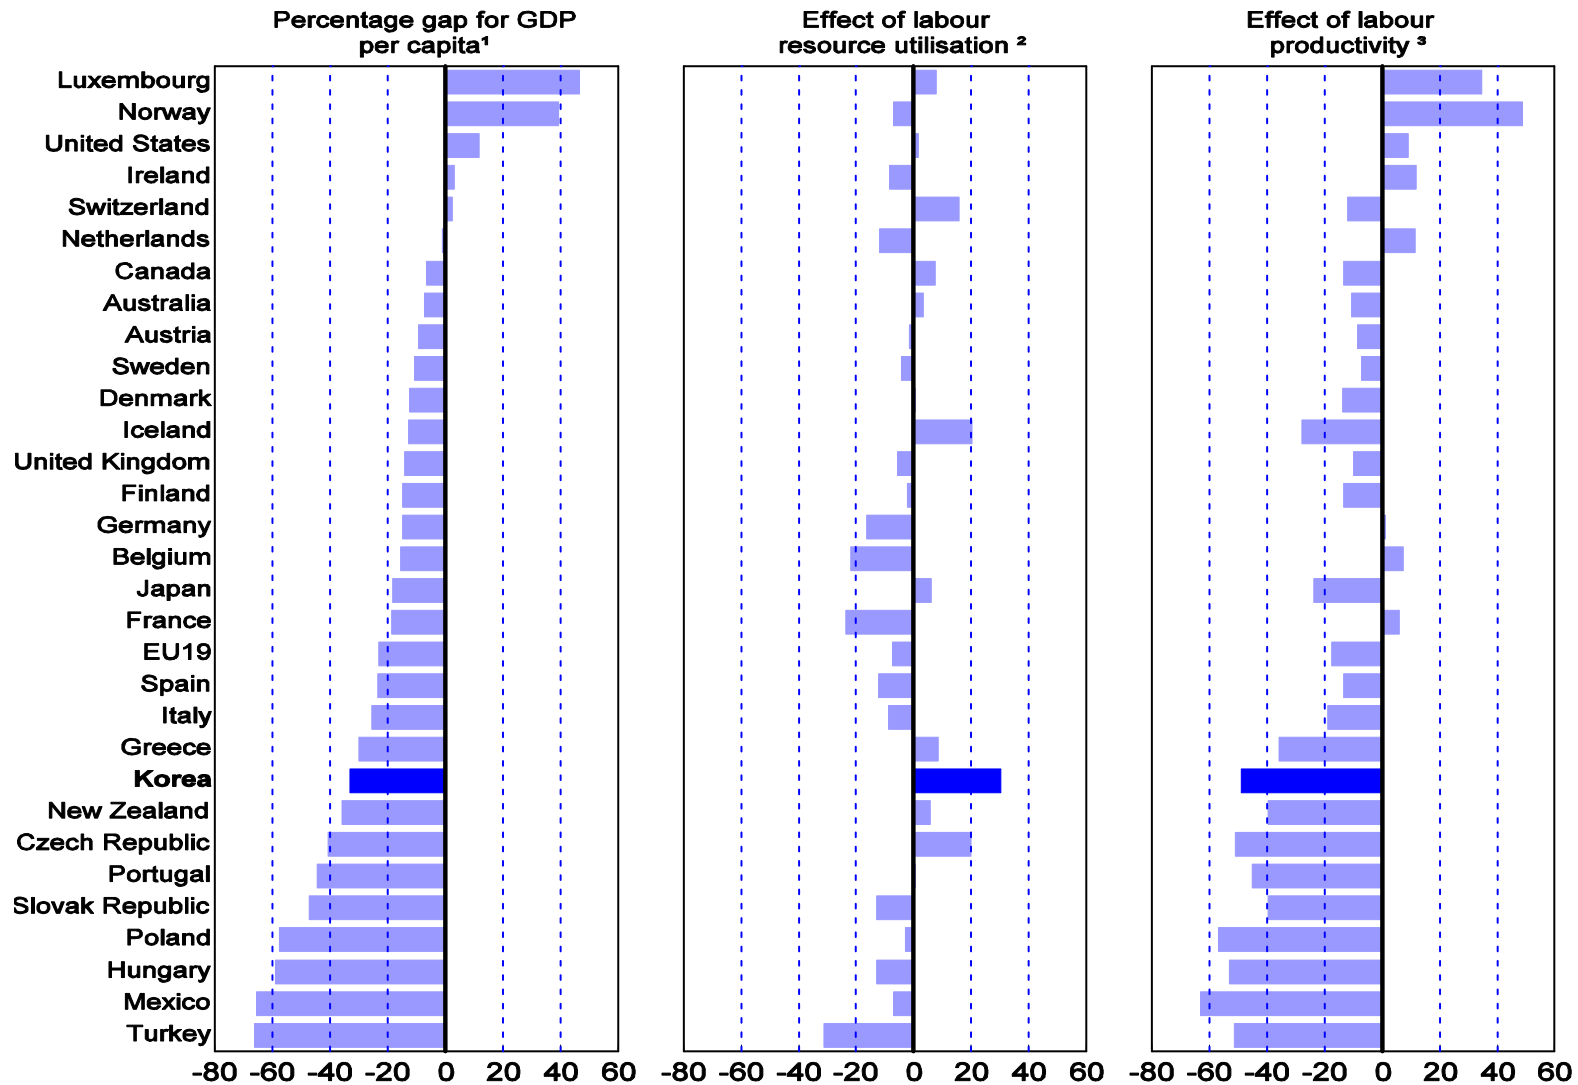 Percentage gap for GDP
per capita¹
Effect of labour
resource utilisation ²
Effect of labour
productivity ³
Luxembourg
Norway
United States
Ireland
Switzerland
Netherlands
Canada
Australia
Austria
Sweden
Denmark
Iceland
United Kingdom
Finland
Germany
Belgium
Japan
France
EU19
Spain
Italy
Greece
Korea
New Zealand
Czech Republic
Portugal
Slovak Republic
Poland
Hungary
Mexico
Turkey
-80 -60 -40 -20 0 20 40 60
-80 -60 -40 -20 0 20 40 60
-80 -60 -40 -20 0 20 40 60